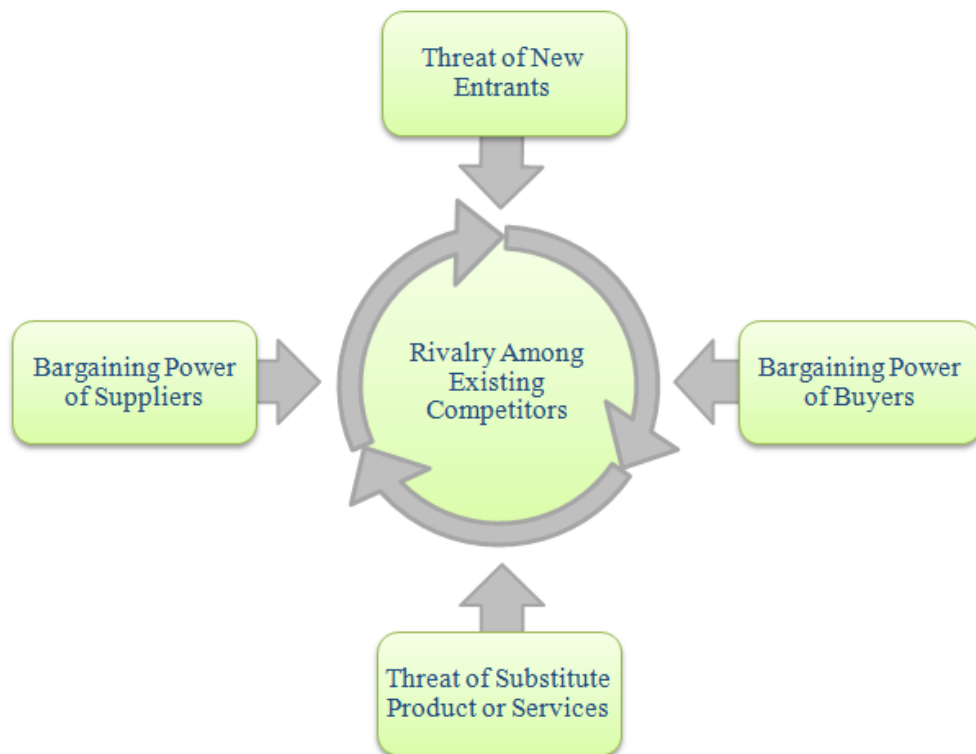 Threat of New
Entrants
Bargaining Power
of Suppliers
Rivalry Among
Existing
Competitors
Bargaining Power
of Buyers
Threat of Substitute
Product or Services